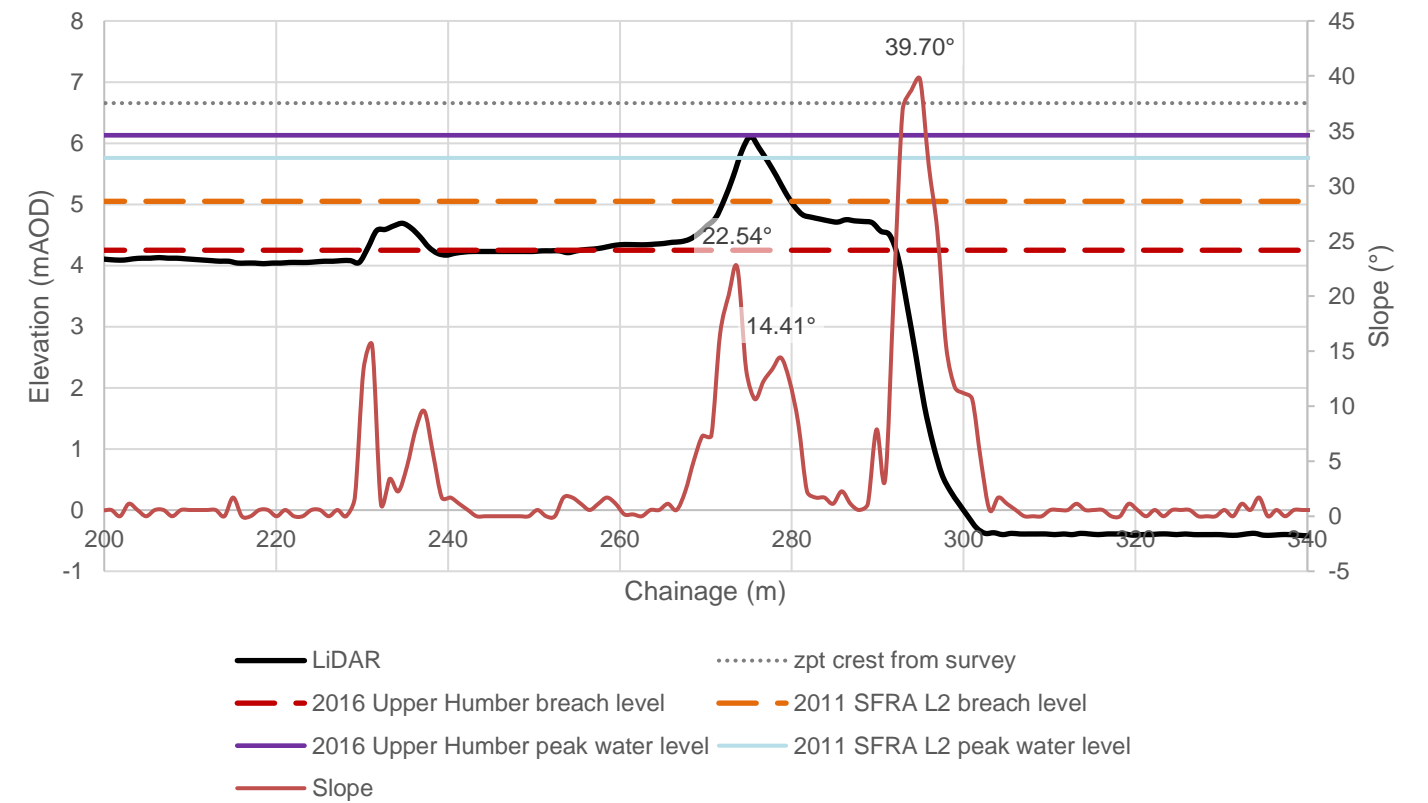 8
7
6
5
4
3
2
1
0
-1
Elevation (mAOD)
45
40
35
30
25
20
15
10
5
0
-5
Slope (°)
39.70°
22.54°
14.41°
200 220 240 260 280 300 320 340
Chainage (m)
LiDAR
zpt crest from survey
2016 Upper Humber breach level
2011 SFRA L2 breach level
2016 Upper Humber peak water level
2011 SFRA L2 peak water level
Slope